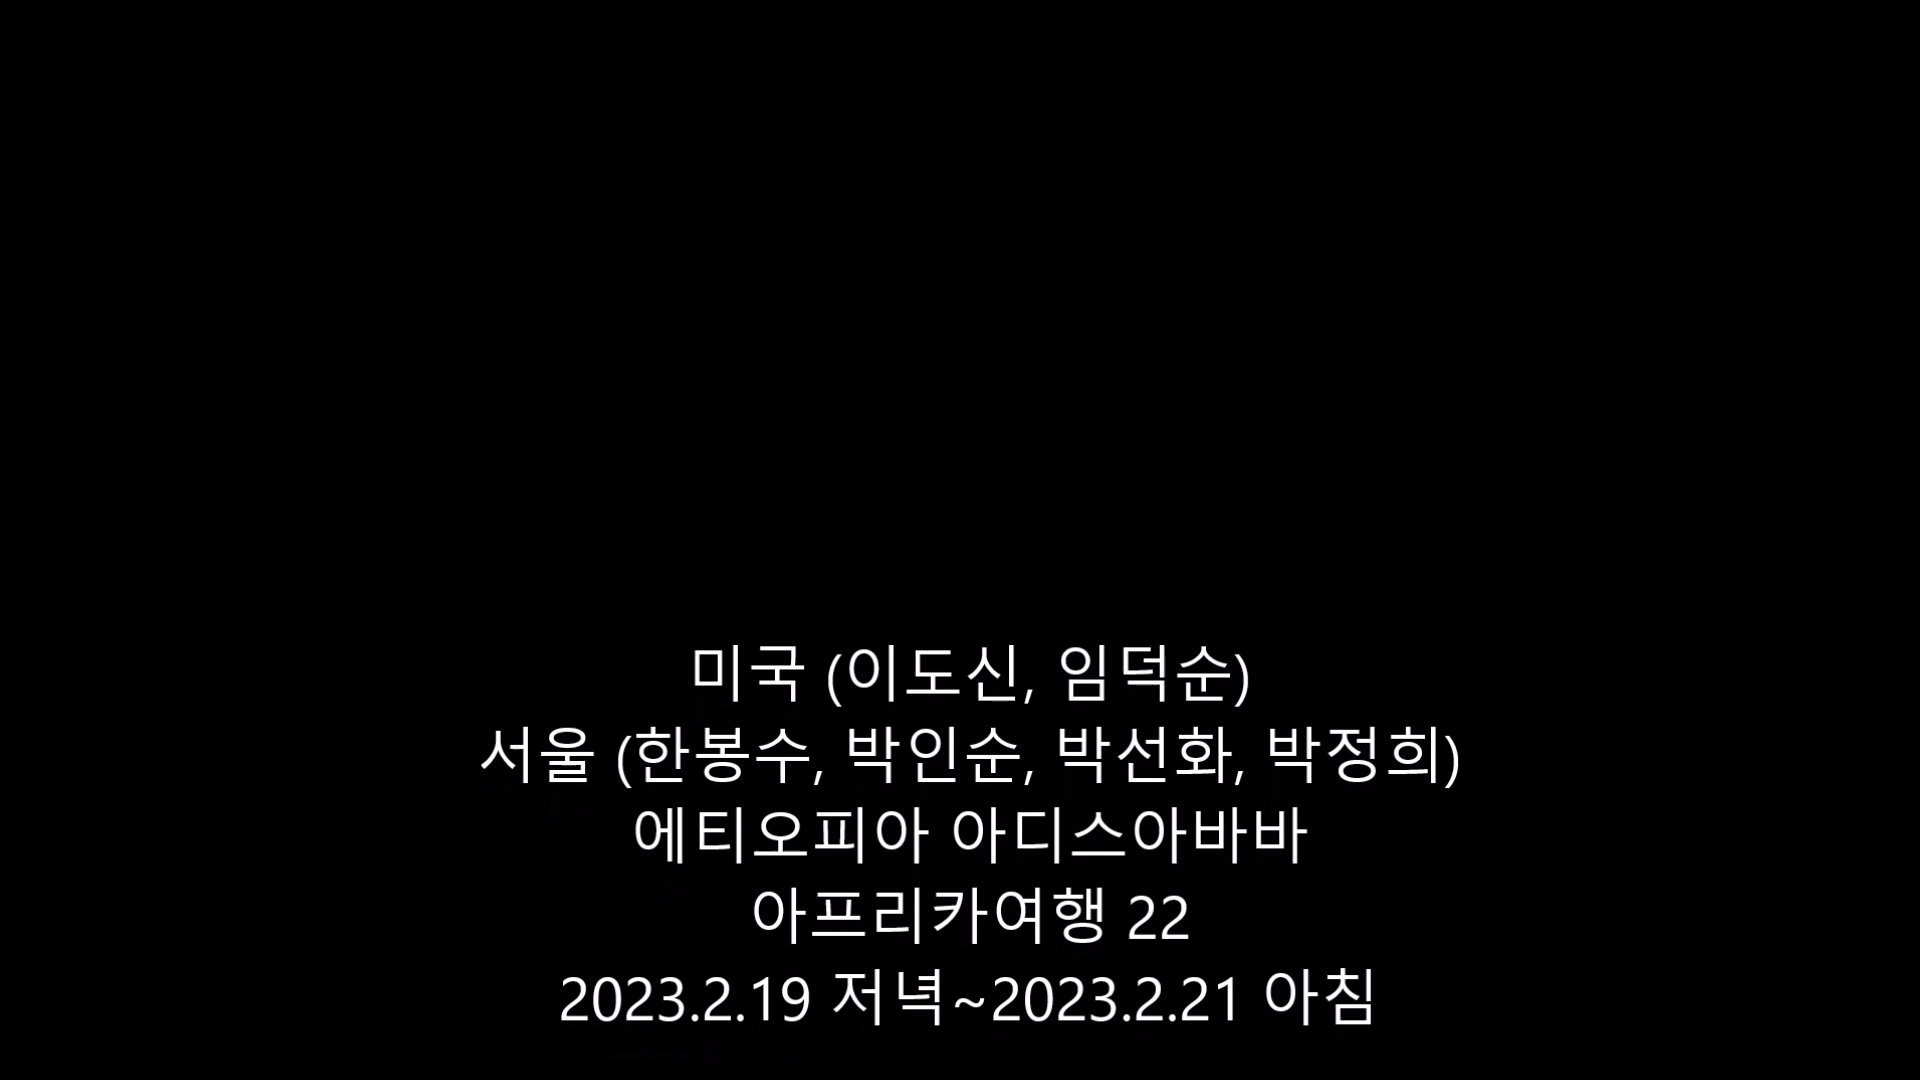 미국 (이도신, 임덕순)
서울 (한봉수, 박인순, 박선화, 박정희)
에티오피아 아디스아바바
아프리카여행 22
2023.2.19 저녁~2023.2.21 아침